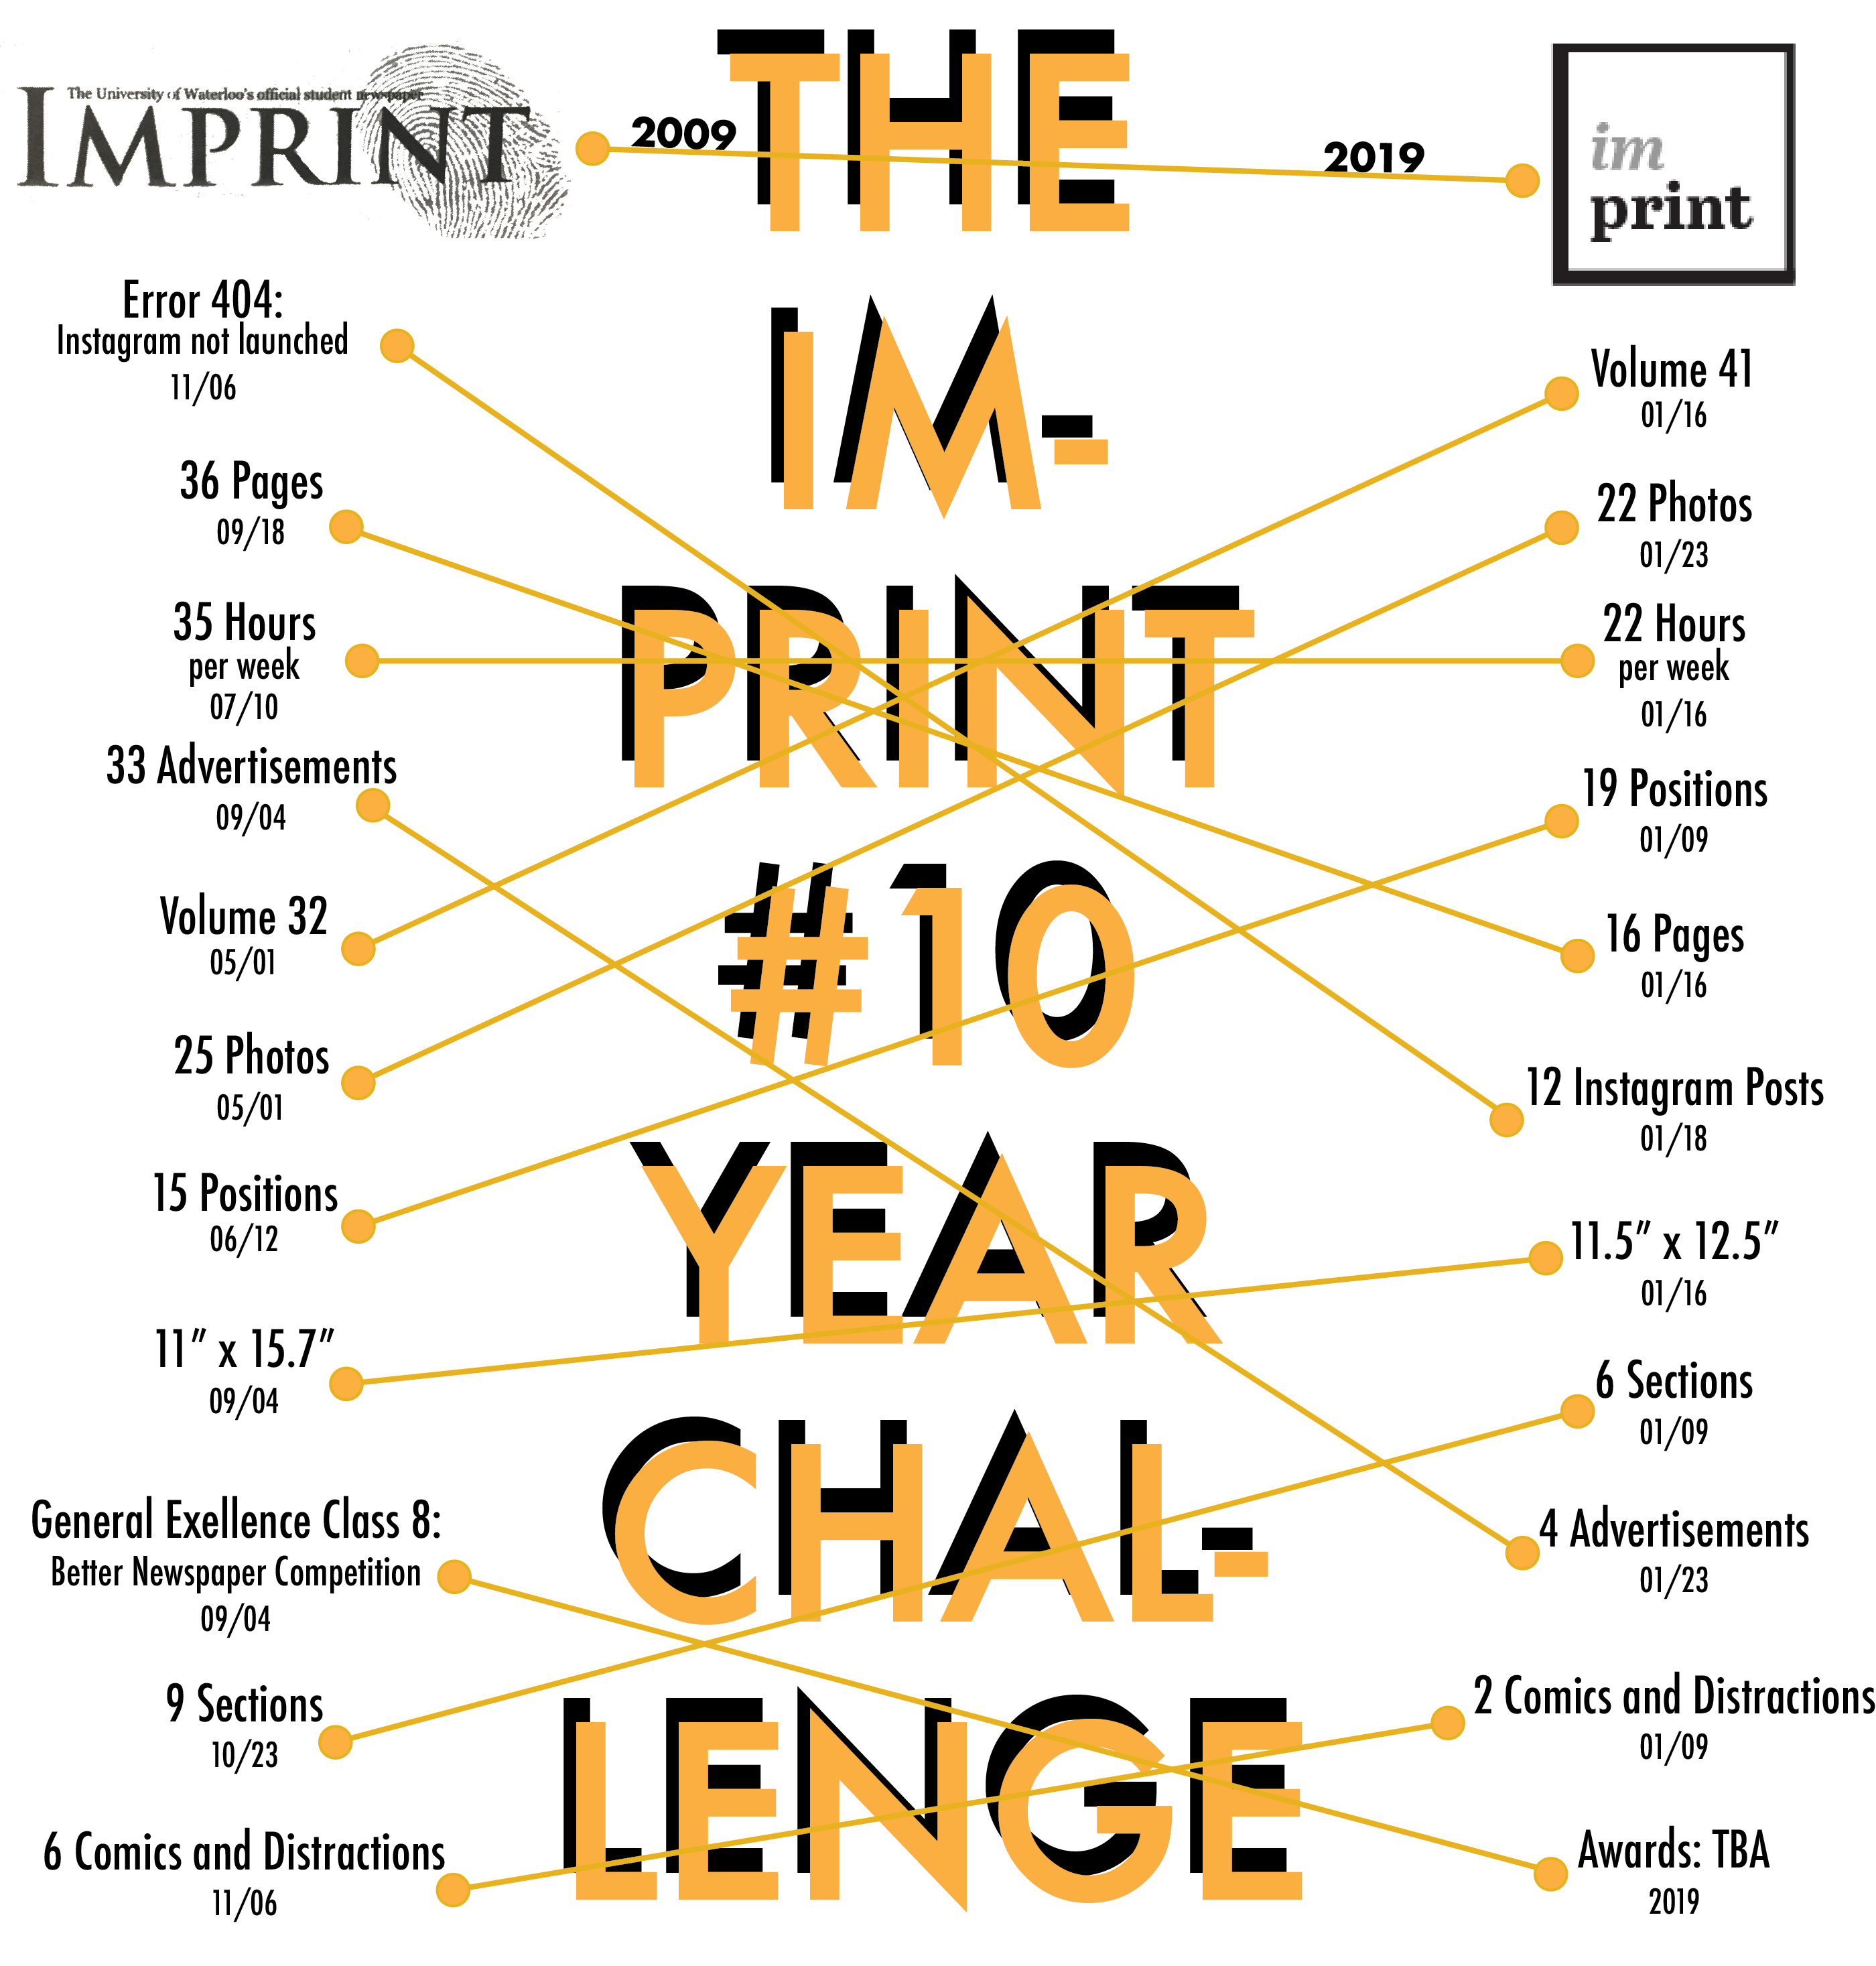 The University of Waterloo's official student newspaper
IMPRINT
2009
2019
im
print
THE
IM-
PRINT
#10
YEAR
CHAL-
LENGE
Error 404:
Instagram not launched
11/06
36 Pages
09/18
35 Hours
per week
07/10
33 Advertisements
09/04
Volume 32
05/01
25 Photos
05/01
15 Positions
06/12
11" x 15.7"
09/04
General Exellence Class 8:
Better Newspaper Competition
09/04
9 Sections
10/23
6 Comics and Distractions
11/06
Volume 41
01/16
22 Photos
01/23
22 Hours
per week
01/16
19 Positions
01/09
16 Pages
01/16
12 Instagram Posts
01/18
11.5" x 12.5"
01/16
6 Sections
01/09
4 Advertisements
01/23
2 Comics and Distractions
01/09
Awards: TBA
2019